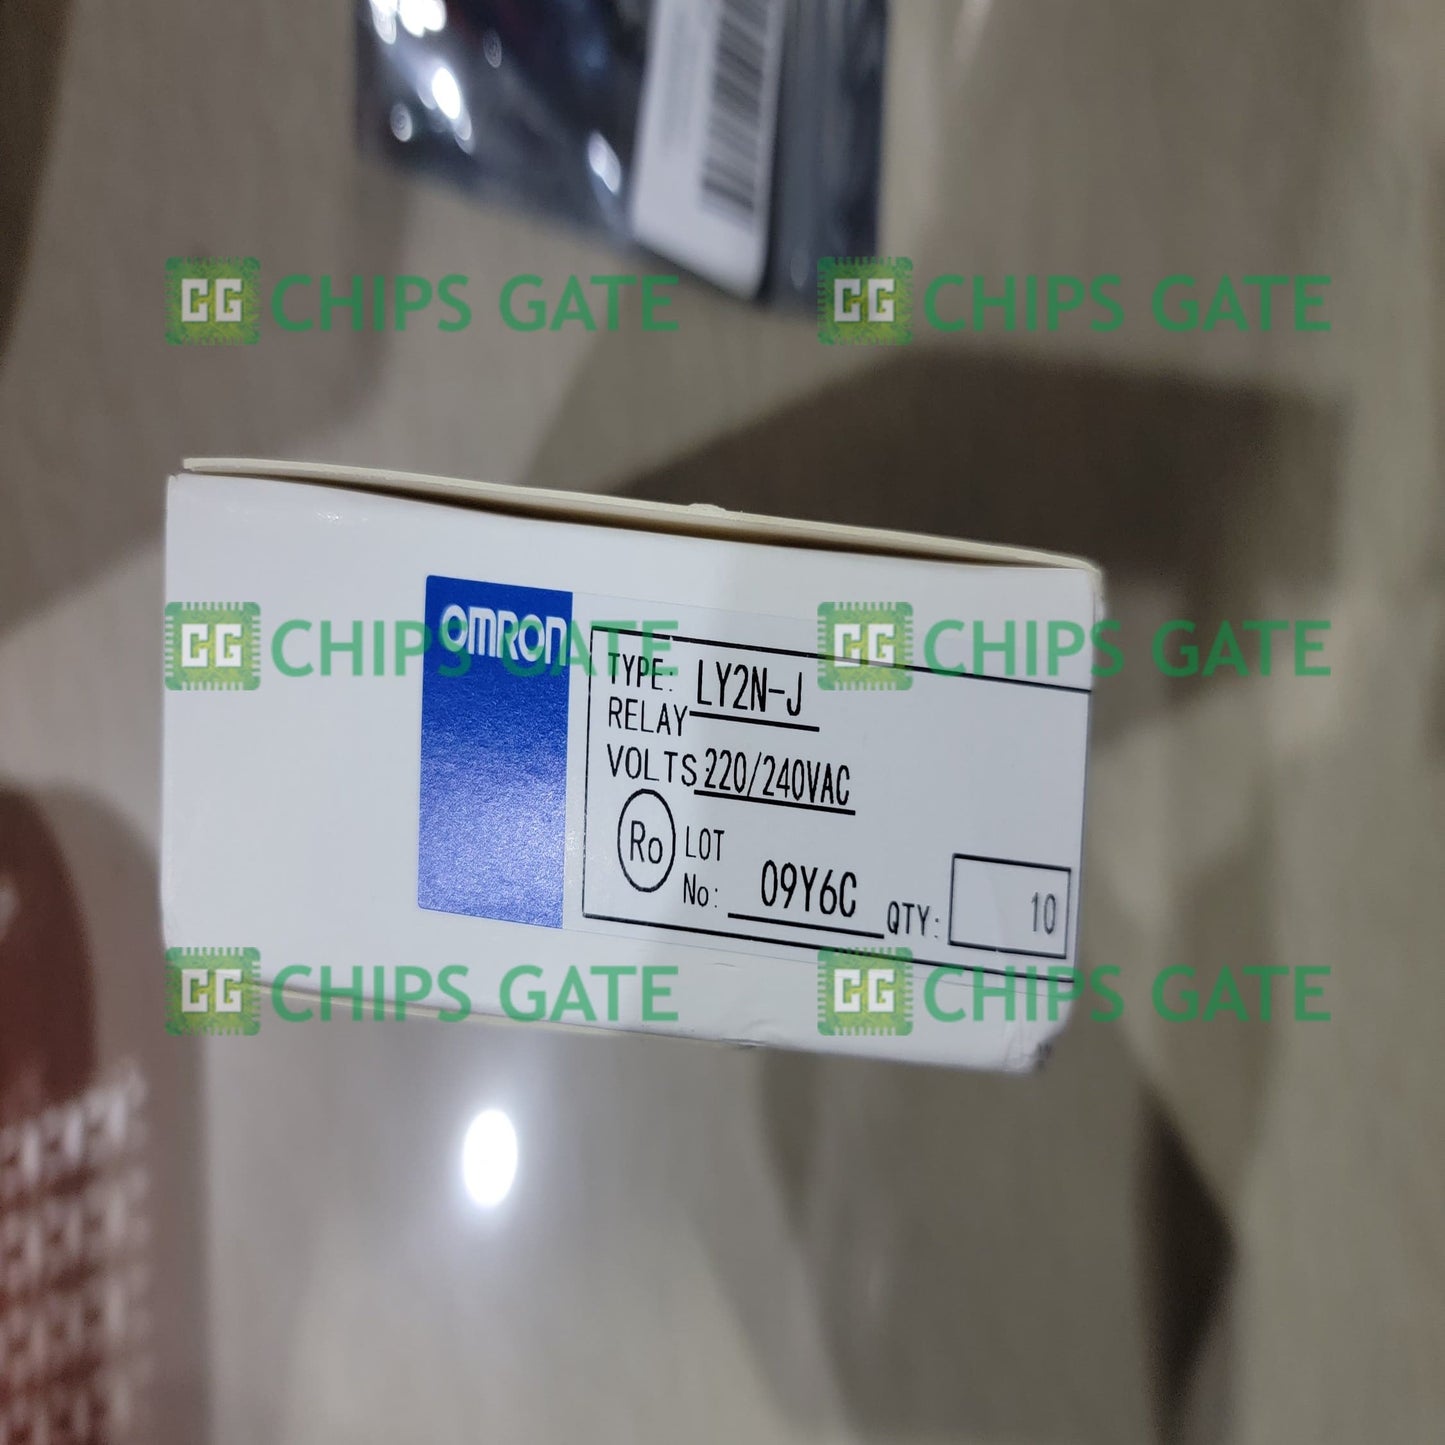 CG CHIPS GATE CG CHIPS GATE
OMRON
CG CHIPS GATE CG CHIPS GATE
TYPE: LY2N-J
RELAY
VOLTS 220/240VAC
Ro LOT
No: 09Y6C QTY: 10
CG CHIPS GATE CG CHIPS GATE